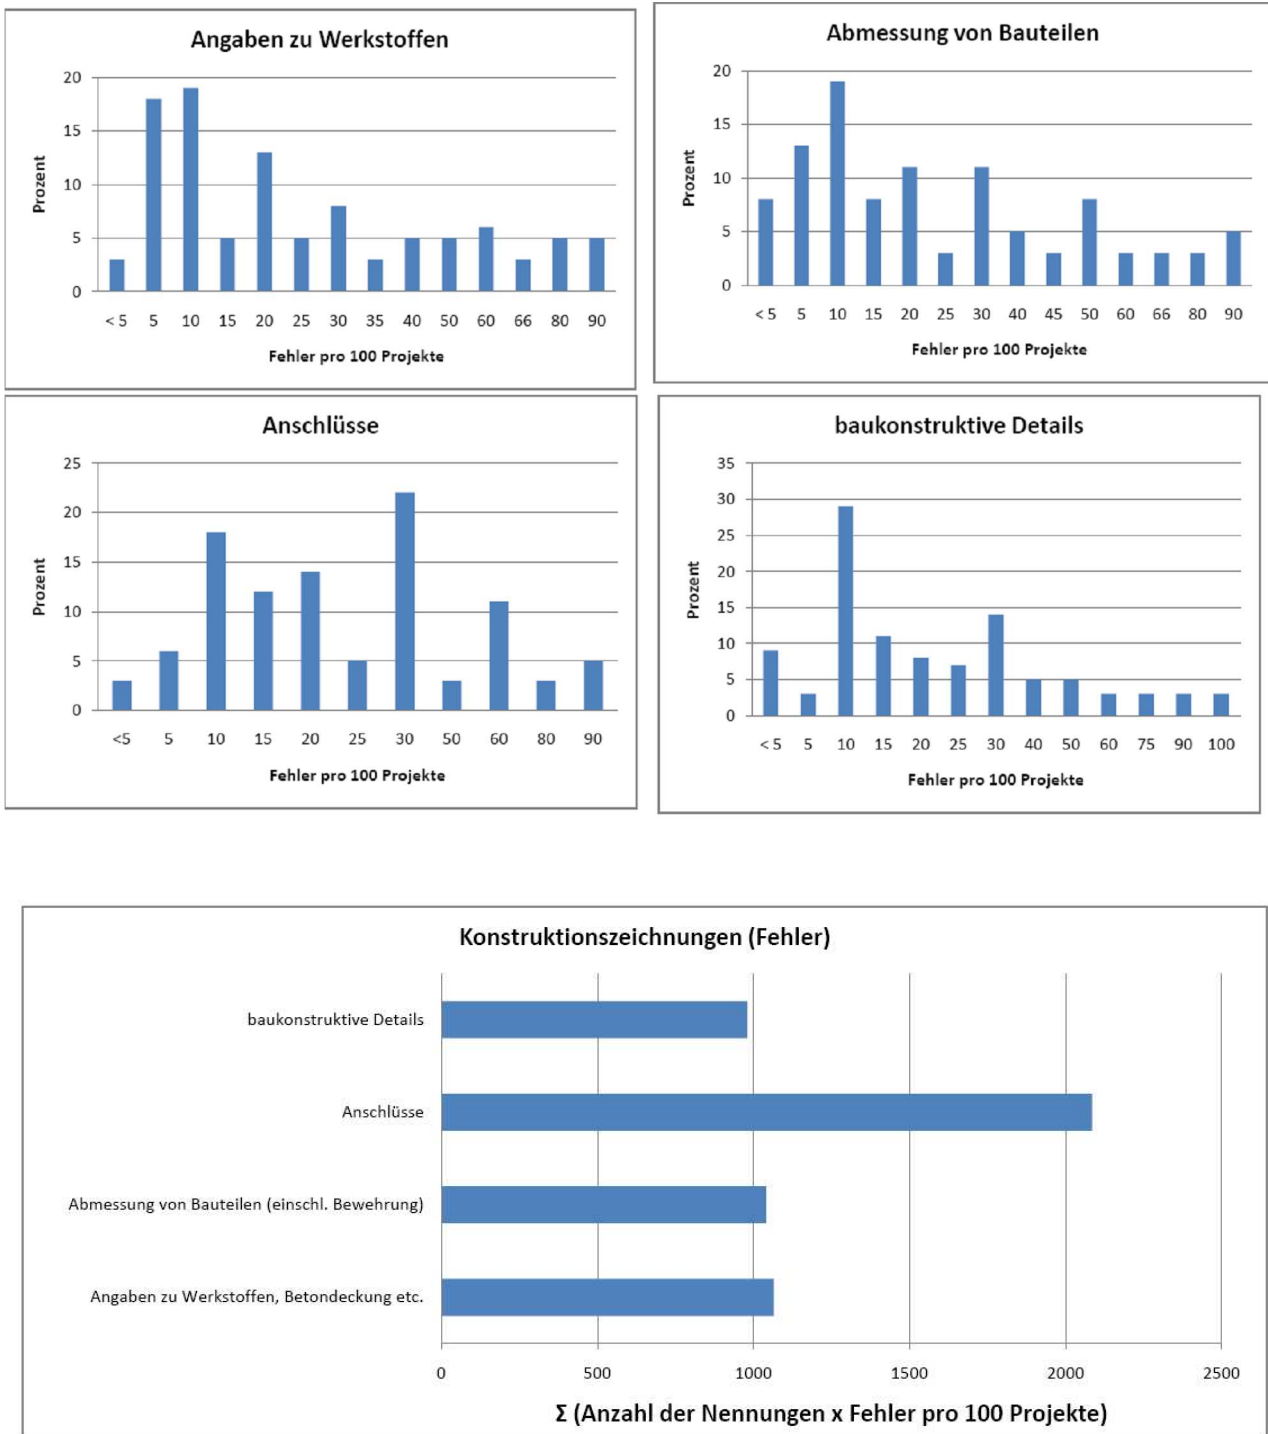 Angaben zu Werkstoffen
20
15
10
5
0
Prozent
< 5 5 10 15 20 25 30 35 40 50 60 66 80 90
Fehler pro 100 Projekte
Abmessung von Bauteilen
20
15
10
5
0
Prozent
< 5 5 10 15 20 25 30 40 45 50 60 66 80 90
Fehler pro 100 Projekte
Anschlüsse
25
20
15
10
5
0
Prozent
<5 5 10 15 20 25 30 50 60 80 90
Fehler pro 100 Projekte
baukonstruktive Details
35
30
25
20
15
10
5
0
Prozent
< 5 5 10 15 20 25 30 40 50 60 75 90 100
Fehler pro 100 Projekte
Konstruktionszeichnungen (Fehler)
baukonstruktive Details
Anschlüsse
Abmessung von Bauteilen (einschl. Bewehrung)
Angaben zu Werkstoffen, Betondeckung etc.
0 500 1000 1500 2000 2500
Σ (Anzahl der Nennungen x Fehler pro 100 Projekte)